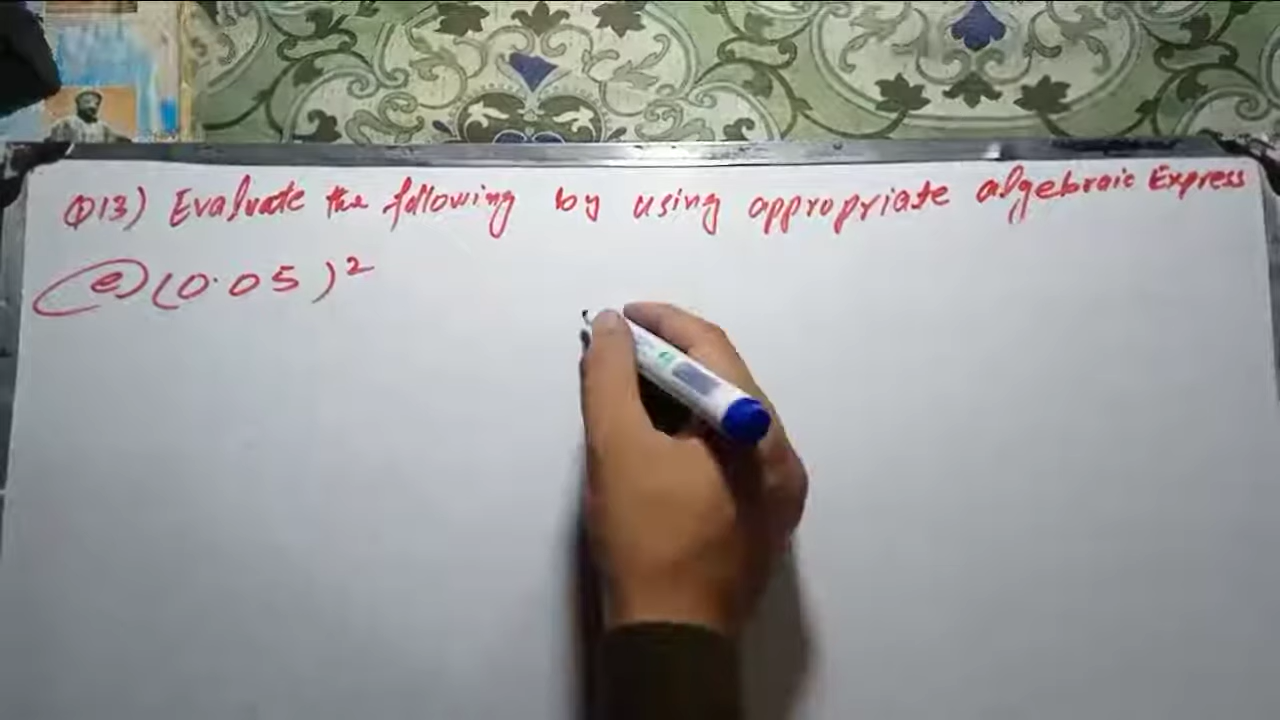 Q13) Evaluate the following by using appropriate algebraic Express
e) (0.05)²